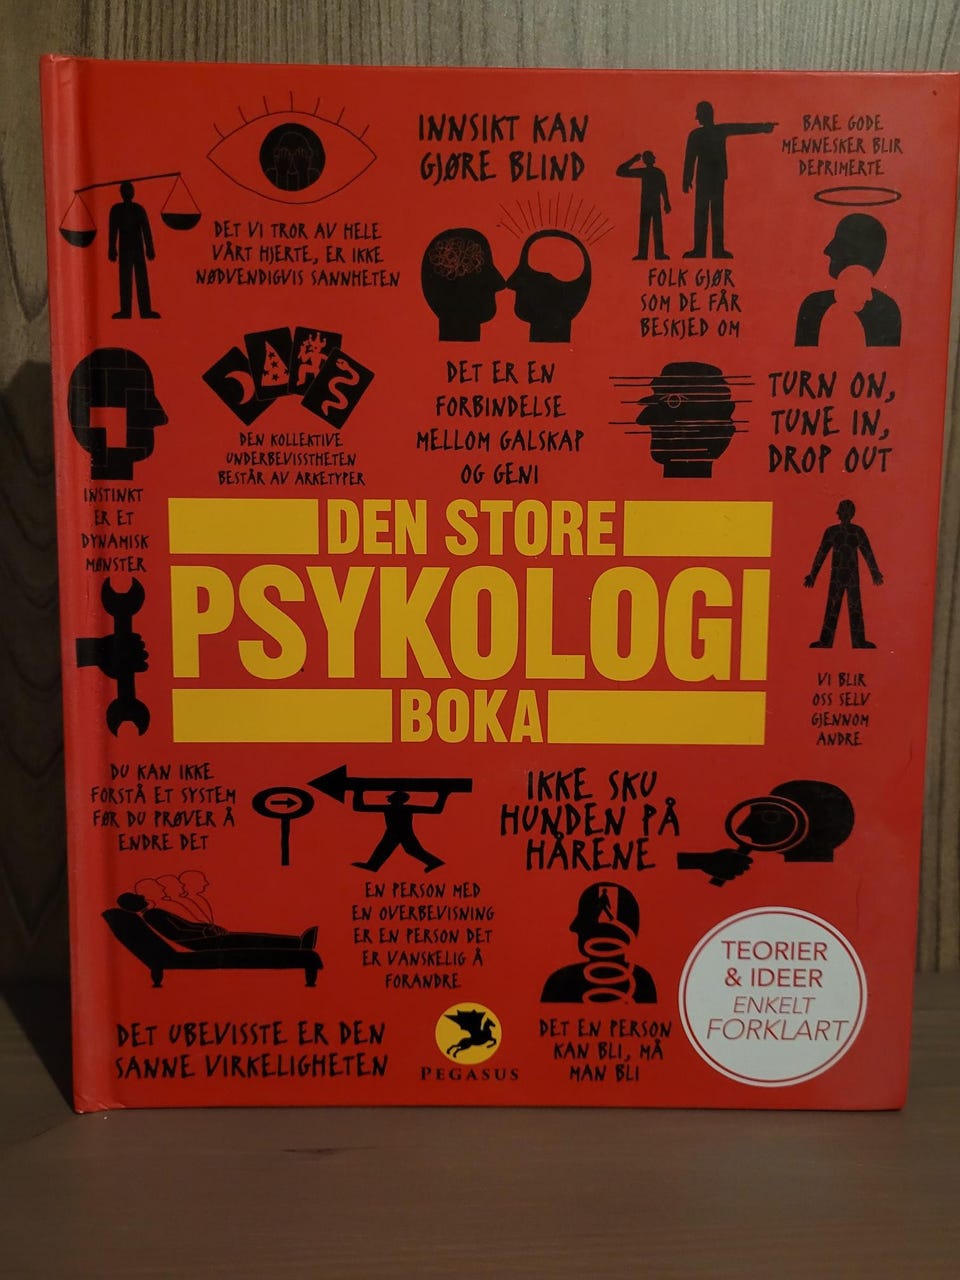 INNSIKT KAN
GJØRE BLIND
BARE GODE
MENNESKER BLIR
DEPRIMERTE
DET VI TROR AV HELE
VÅRT HJERTE, ER IKKE
NØDVENDIGVIS SANNHETEN
FOLK GJØR
SOM DE FÅR
BESKJED OM
DET ER EN
FORBINDELSE
MELLOM GALSKAP
OG GENI
TURN ON,
TUNE IN,
DROP OUT
DEN KOLLEKTIVE
UNDERBEVISSTHETEN
BESTÅR AV ARKETYPER
INSTINKT
ER ET
DYNAMISK
MØNSTER
DEN STORE
PSYKOLOGI
BOKA
VI BLIR
OSS SELV
GJENNOM
ANDRE
DU KAN IKKE
FORSTÅ ET SYSTEM
FØR DU PRØVER Å
ENDRE DET
IKKE SKU
HUNDEN PÅ
HÅRENE
EN PERSON MED
EN OVERBEVISNING
ER EN PERSON DET
ER VANSKELIG Å
FORANDRE
TEORIER
& IDEER
ENKELT
FORKLART
DET UBEVISSTE ER DEN
SANNE VIRKELIGHETEN
PEGASUS
DET EN PERSON
KAN BLI, MÅ
MAN BLI